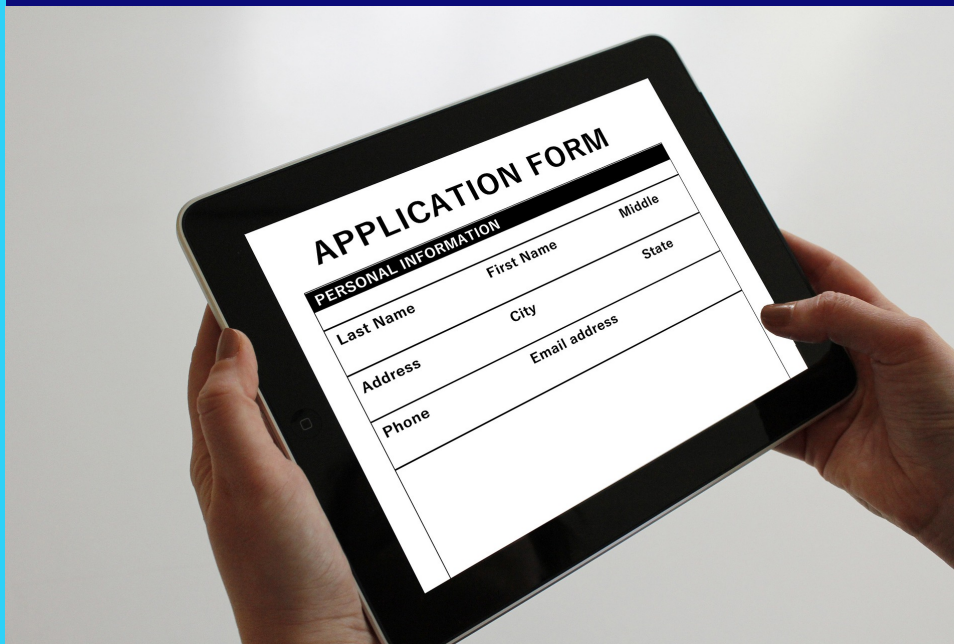 APPLICATION FORM
PERSONAL INFORMATION
Last Name First Name Middle
Address City State
Phone Email address